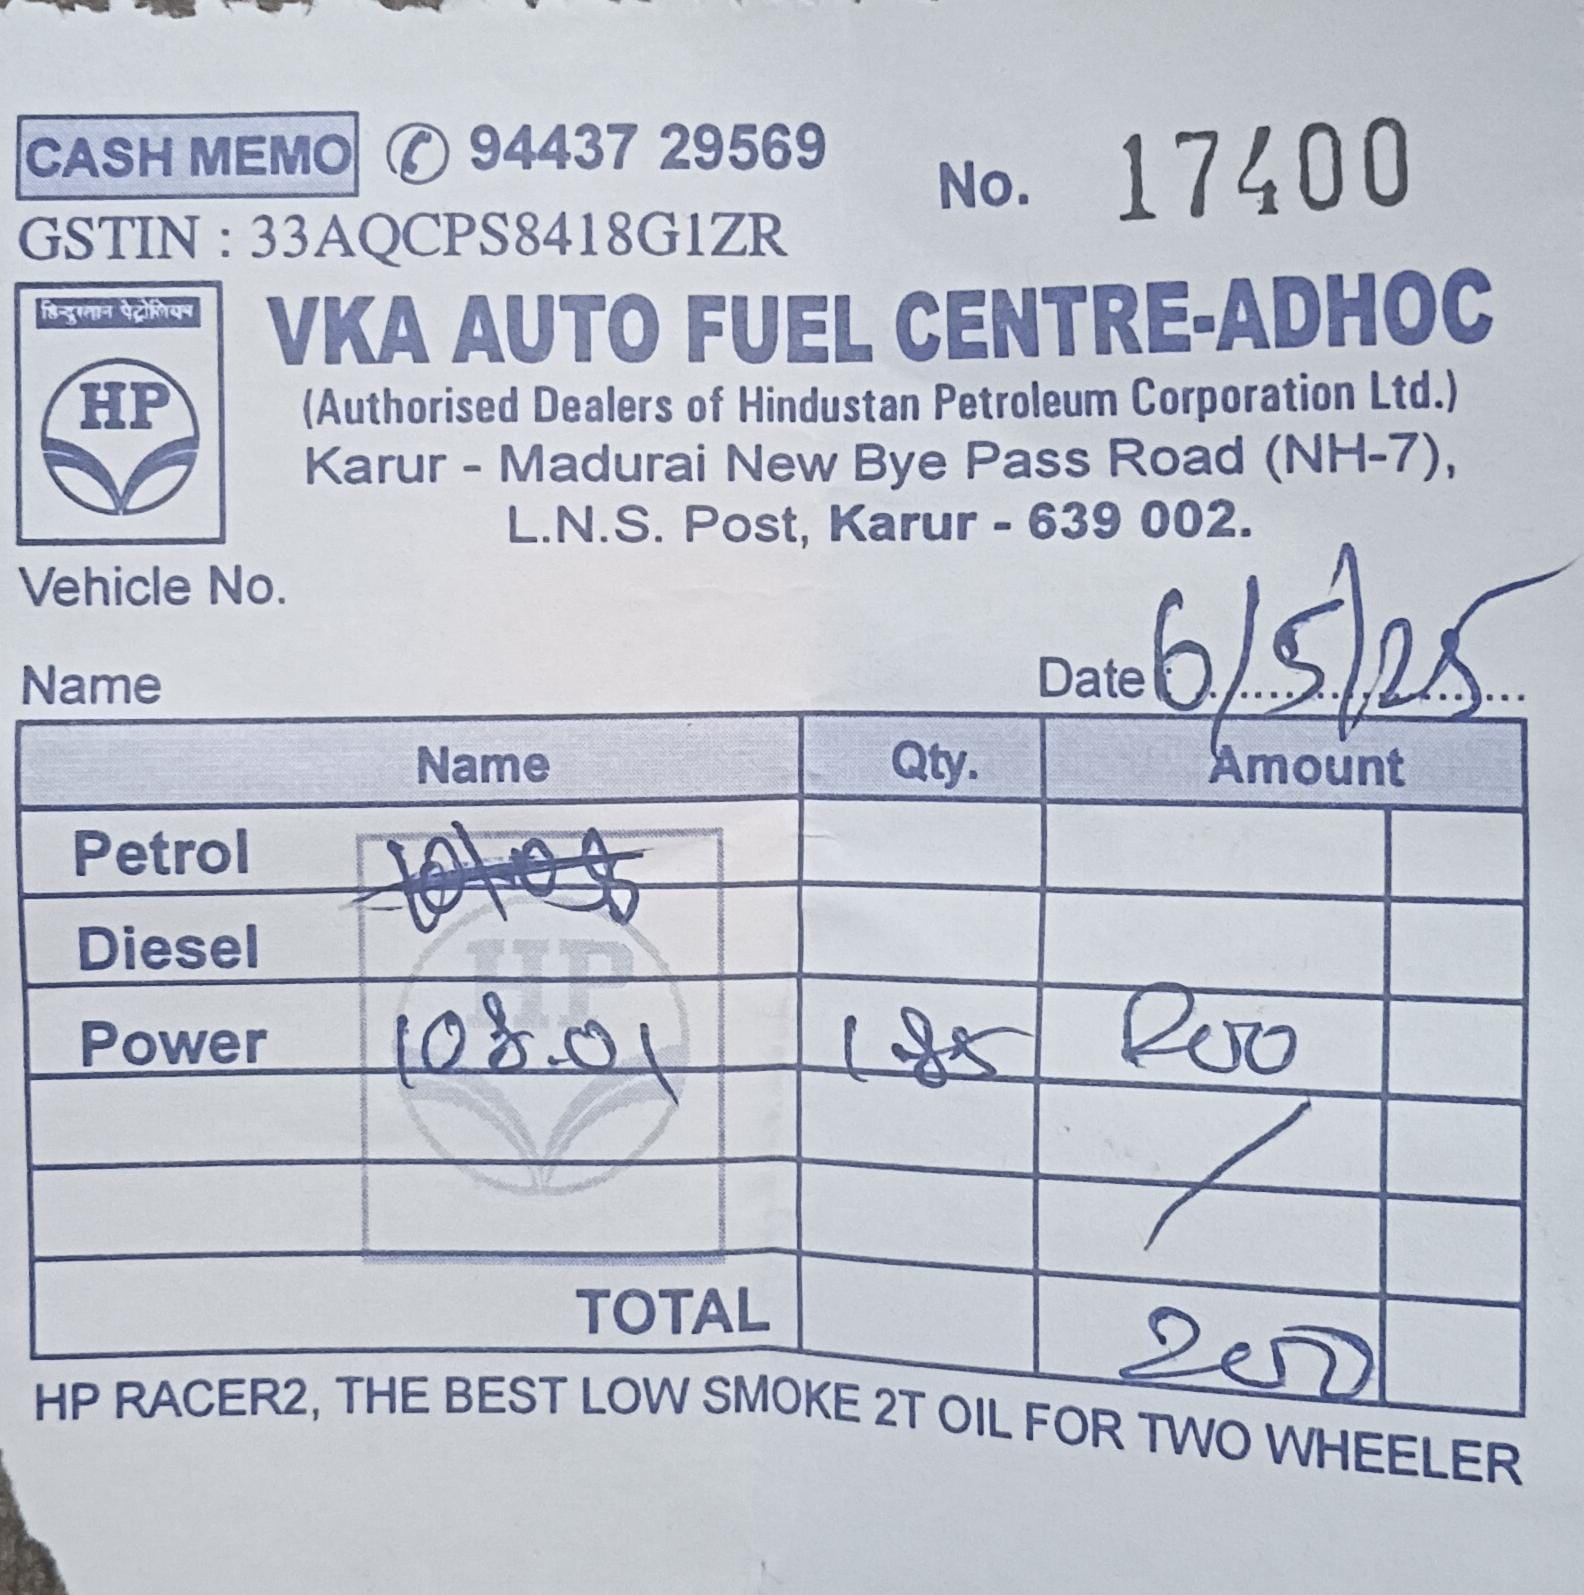 CASH MEMO ✆ 94437 29569
No. 17400
GSTIN : 33AQCPS8418G1ZR
हिन्दुस्तान पेट्रोलियम
HP
VKA AUTO FUEL CENTRE-ADHOC
(Authorised Dealers of Hindustan Petroleum Corporation Ltd.)
Karur - Madurai New Bye Pass Road (NH-7),
L.N.S. Post, Karur - 639 002.
Vehicle No.
Name Date 6/5/25
Name Qty. Amount
Petrol
Diesel
HP
Power 108.01 1.85 200
TOTAL 200
HP RACER2, THE BEST LOW SMOKE 2T OIL FOR TWO WHEELER